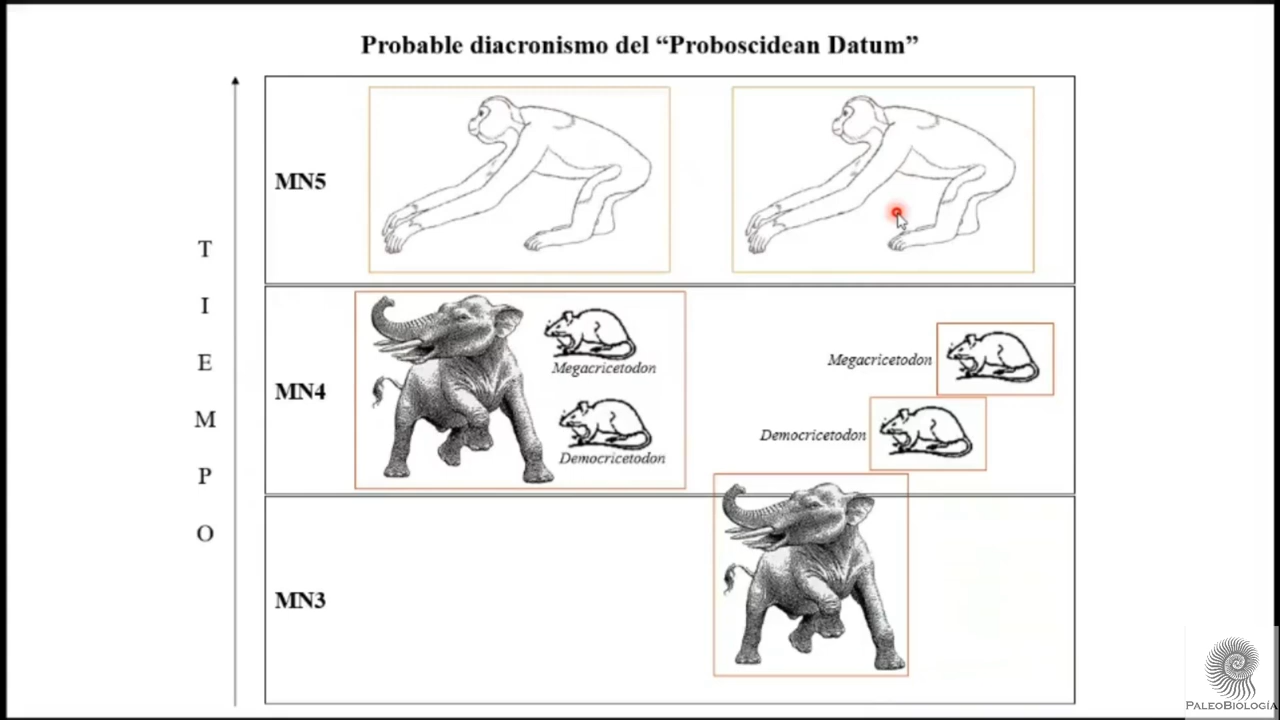 Probable diacronismo del “Proboscidean Datum”
MN5
T
I
E
M
P
O
MN4
Megacricetodon
Democricetodon
Megacricetodon
Democricetodon
MN3
PALEOBIOLOGÍA